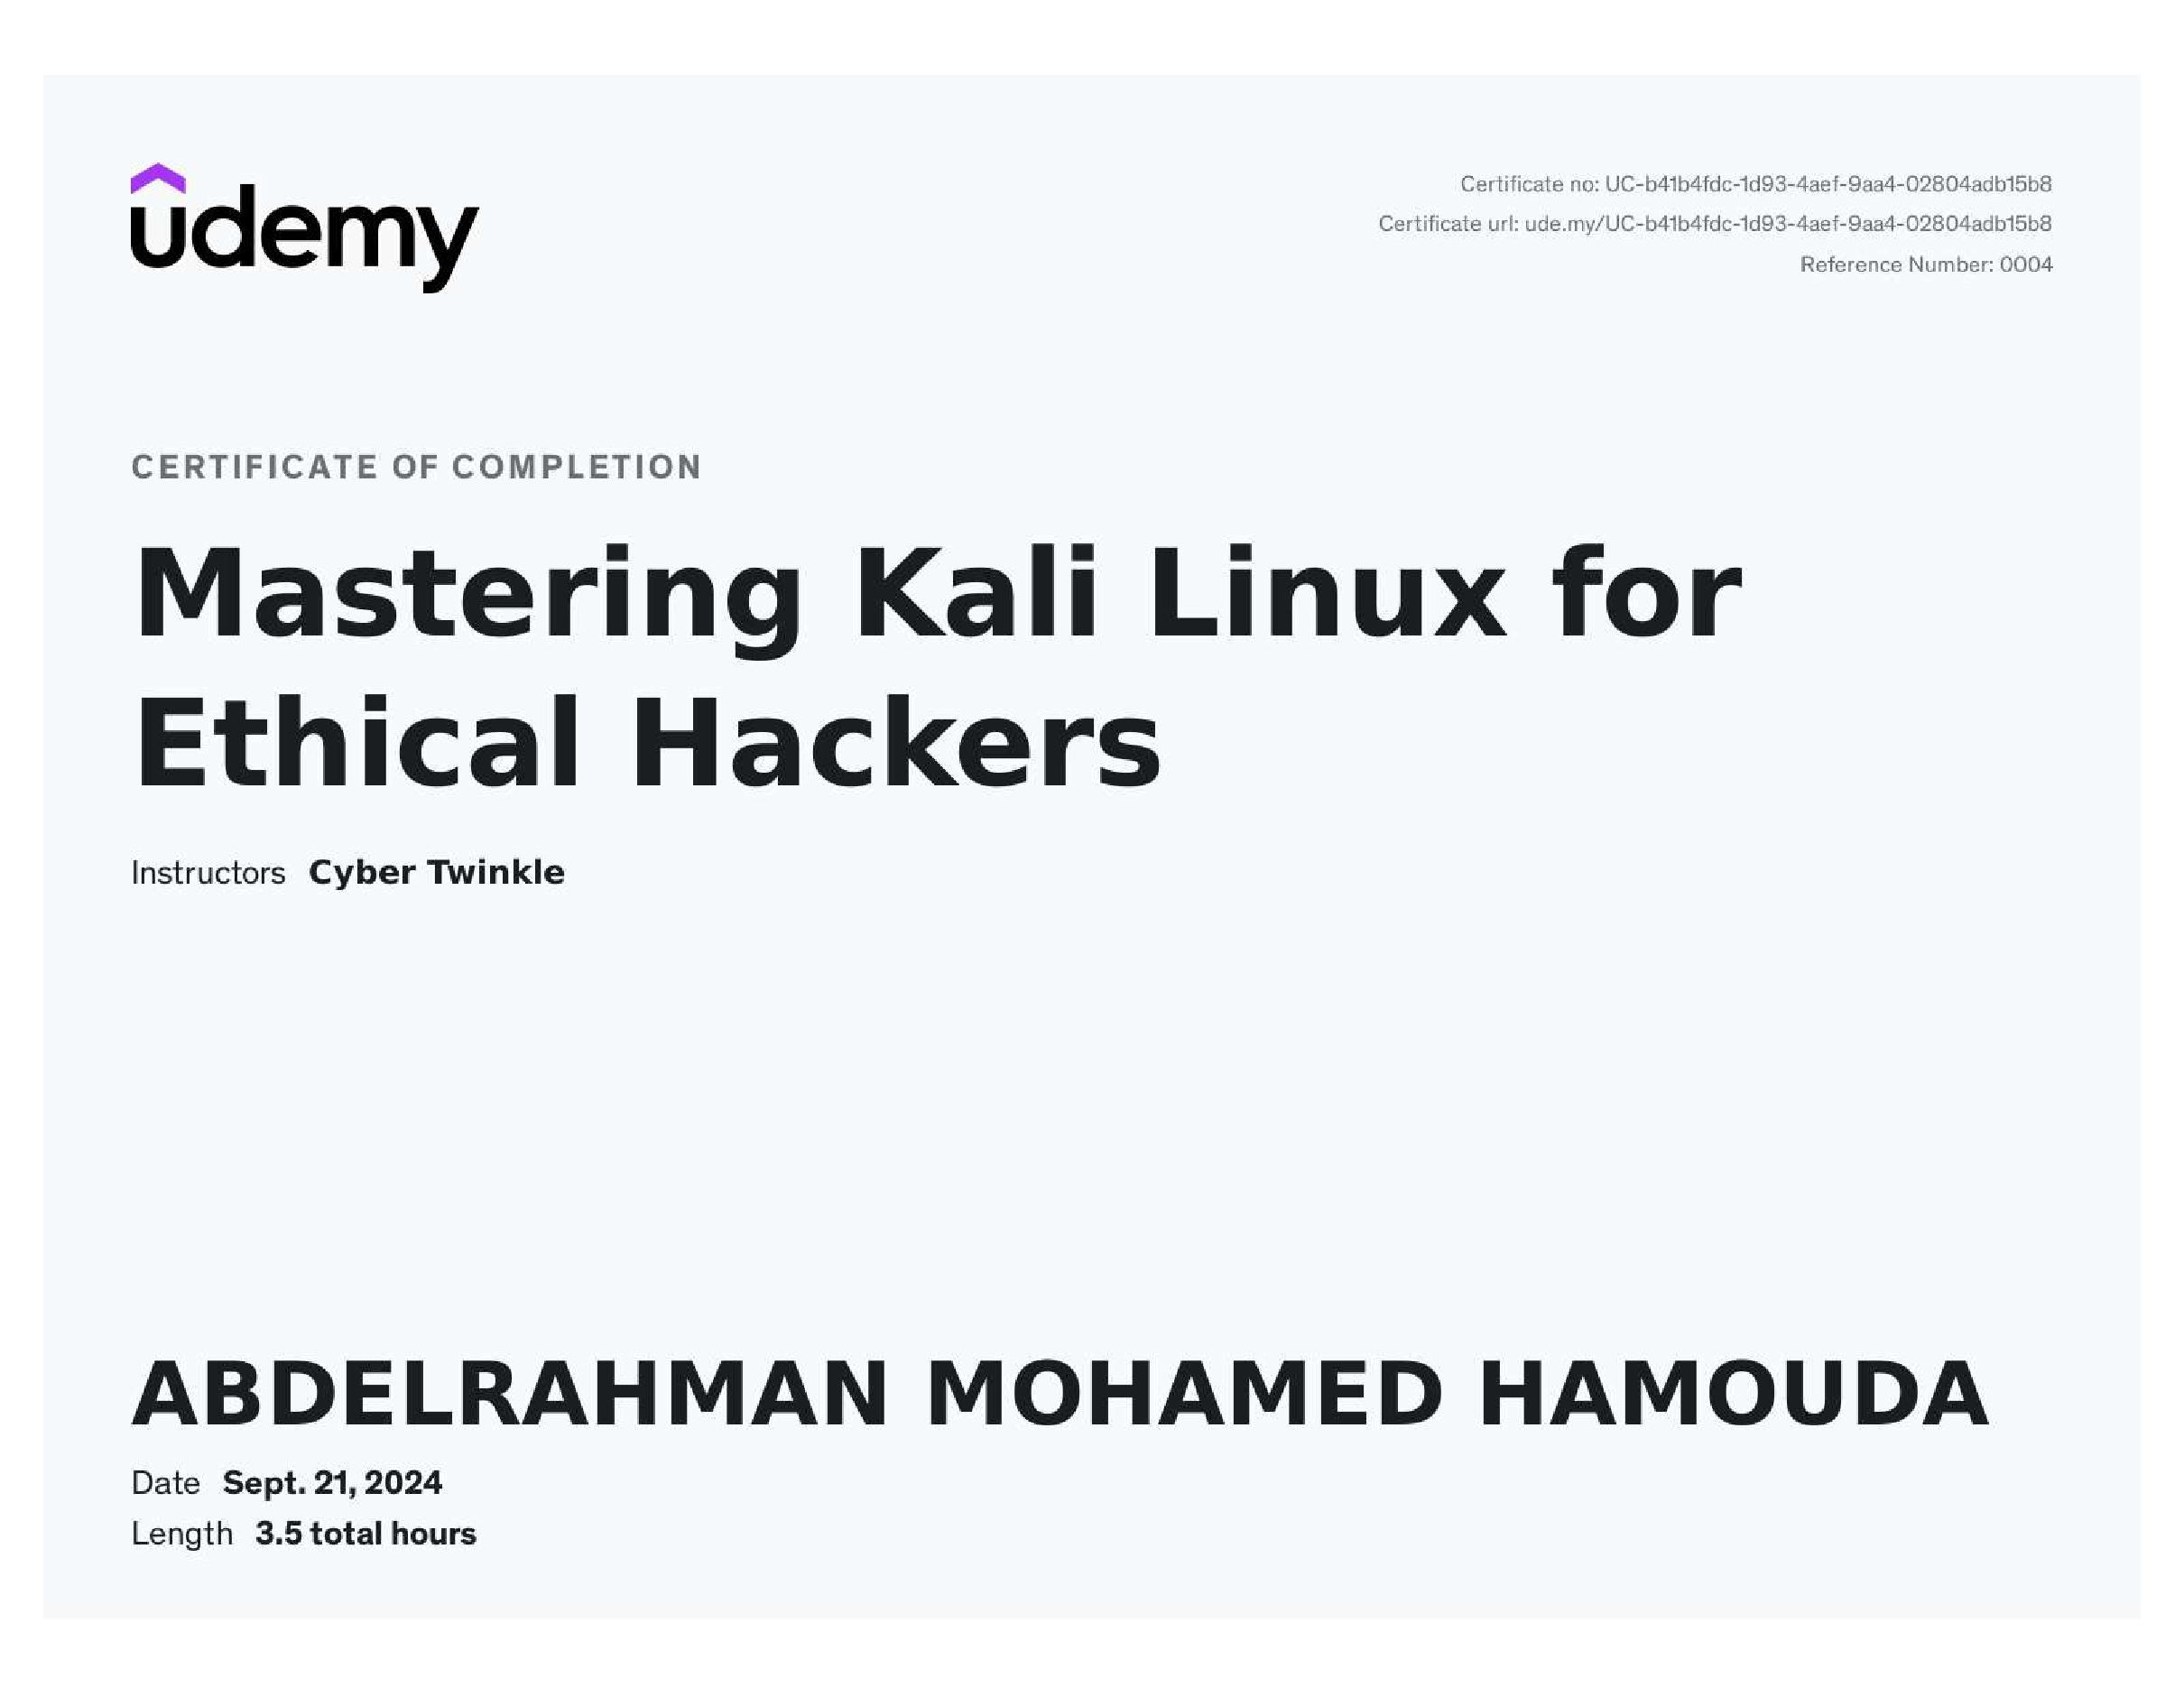 udemy
Certificate no: UC-b41b4fdc-1d93-4aef-9aa4-02804adb15b8
Certificate url: ude.my/UC-b41b4fdc-1d93-4aef-9aa4-02804adb15b8
Reference Number: 0004
CERTIFICATE OF COMPLETION
Mastering Kali Linux for
Ethical Hackers
Instructors Cyber Twinkle
ABDELRAHMAN MOHAMED HAMOUDA
Date Sept. 21, 2024
Length 3.5 total hours